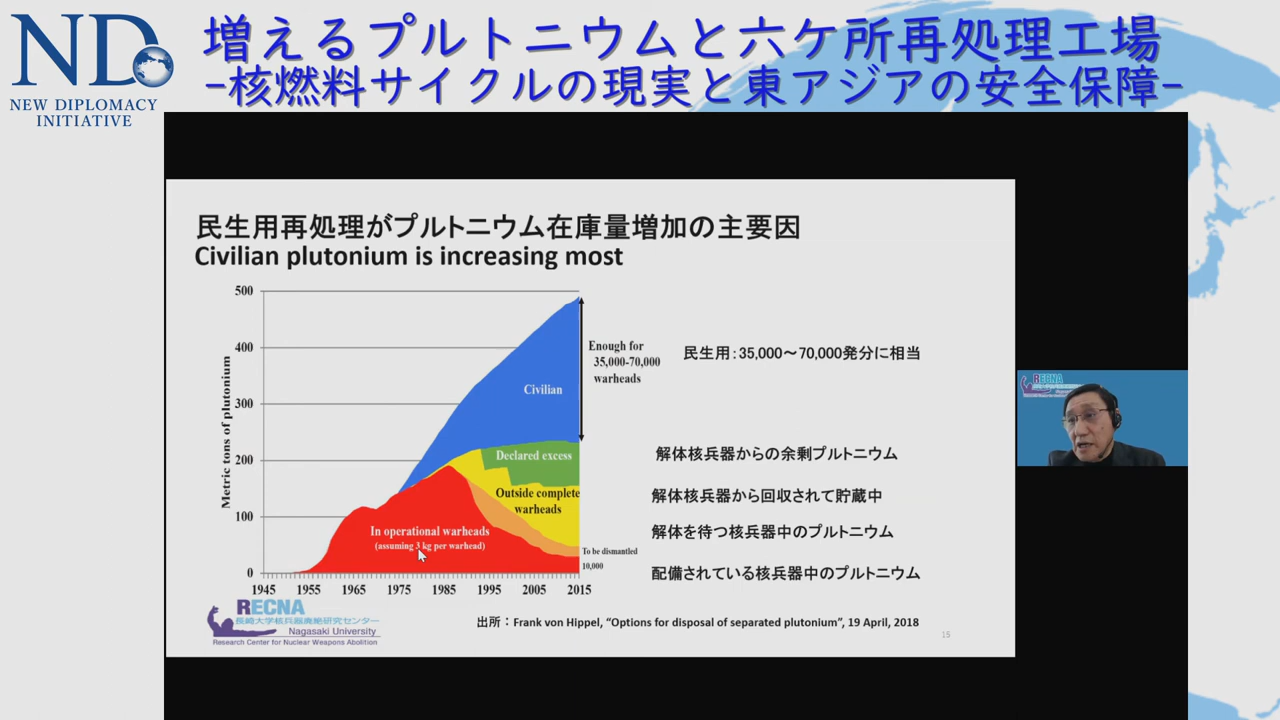 ND
NEW DIPLOMACY
INITIATIVE
増えるプルトニウムと六ケ所再処理工場
-核燃料サイクルの現実と東アジアの安全保障-
民生用再処理がプルトニウム在庫量増加の主要因
Civilian plutonium is increasing most
Metric tons of plutonium
500
400
300
200
100
0
1945
1955
1965
1975
1985
1995
2005
2015
Civilian
Declared excess
Outside complete
warheads
In operational warheads
(assuming 3 kg per warhead)
Enough for
35,000-70,000
warheads
To be dismantled
10,000
民生用：35,000～70,000発分に相当
解体核兵器からの余剰プルトニウム
解体核兵器から回収されて貯蔵中
解体を待つ核兵器中のプルトニウム
配備されている核兵器中のプルトニウム
RECNA
長崎大学核兵器廃絶研究センター
Nagasaki University
Research Center for Nuclear Weapons Abolition
出所：Frank von Hippel, “Options for disposal of separated plutonium”, 19 April, 2018
15
RECNA